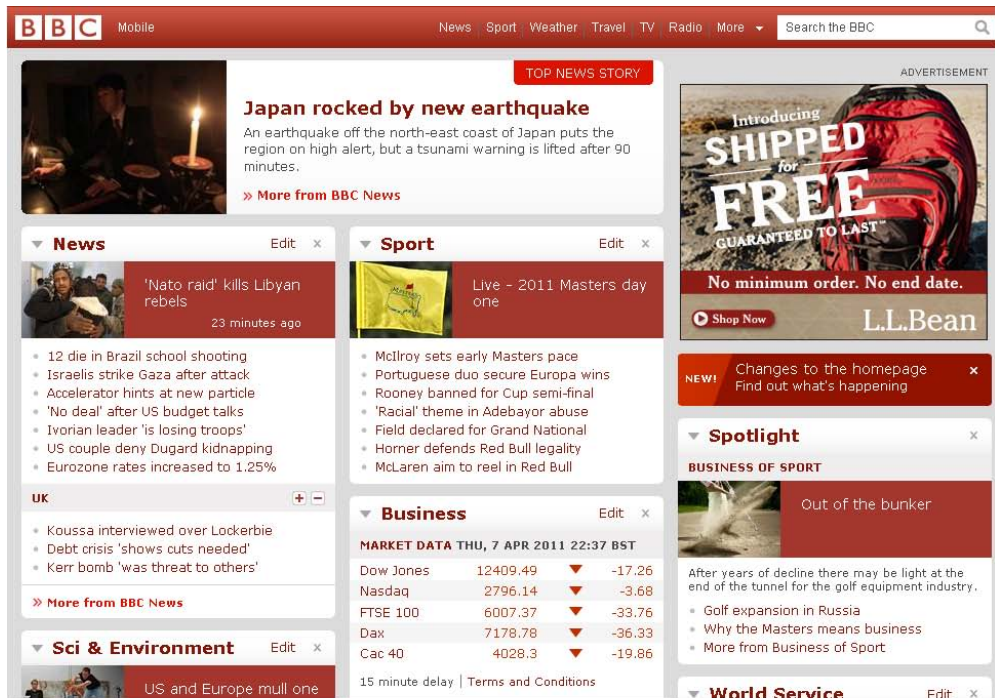 BBC Mobile
News Sport Weather Travel TV Radio More Search the BBC
TOP NEWS STORY
Japan rocked by new earthquake
An earthquake off the north-east coast of Japan puts the
region on high alert, but a tsunami warning is lifted after 90
minutes.
» More from BBC News
News Edit x
'Nato raid' kills Libyan
rebels
23 minutes ago
12 die in Brazil school shooting
Israelis strike Gaza after attack
Accelerator hints at new particle
'No deal' after US budget talks
Ivorian leader 'is losing troops'
US couple deny Dugard kidnapping
Eurozone rates increased to 1.25%
UK + −
Koussa interviewed over Lockerbie
Debt crisis 'shows cuts needed'
Kerr bomb 'was threat to others'
» More from BBC News
Sci & Environment Edit x
US and Europe mull one
Sport Edit x
Masters
Live - 2011 Masters day
one
McIlroy sets early Masters pace
Portuguese duo secure Europa wins
Rooney banned for Cup semi-final
'Racial' theme in Adebayor abuse
Field declared for Grand National
Horner defends Red Bull legality
McLaren aim to reel in Red Bull
Business Edit x
MARKET DATA THU, 7 APR 2011 22:37 BST
Dow Jones 12409.49 ▼ -17.26
Nasdaq 2796.14 ▼ -3.68
FTSE 100 6007.37 ▼ -33.76
Dax 7178.78 ▼ -36.33
Cac 40 4028.3 ▼ -19.86
15 minute delay | Terms and Conditions
ADVERTISEMENT
Introducing
SHIPPED
for
FREE
GUARANTEED TO LAST™
No minimum order. No end date.
Shop Now L.L.Bean
NEW! Changes to the homepage x
Find out what's happening
Spotlight x
BUSINESS OF SPORT
Out of the bunker
After years of decline there may be light at the
end of the tunnel for the golf equipment industry.
Golf expansion in Russia
Why the Masters means business
More from Business of Sport
World Service Edit x